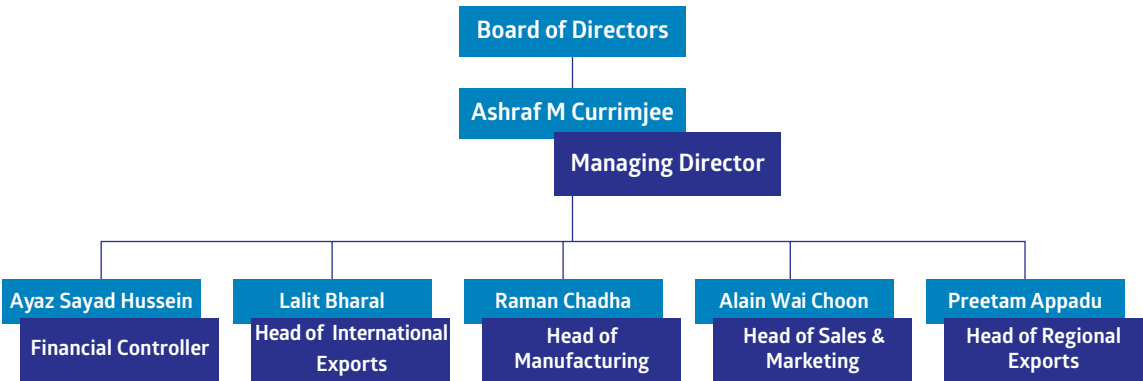 Board of Directors
Ashraf M Currimjee
Managing Director
Ayaz Sayad Hussein
Financial Controller
Lalit Bharal
Head of International
Exports
Raman Chadha
Head of
Manufacturing
Alain Wai Choon
Head of Sales &
Marketing
Preetam Appadu
Head of Regional
Exports